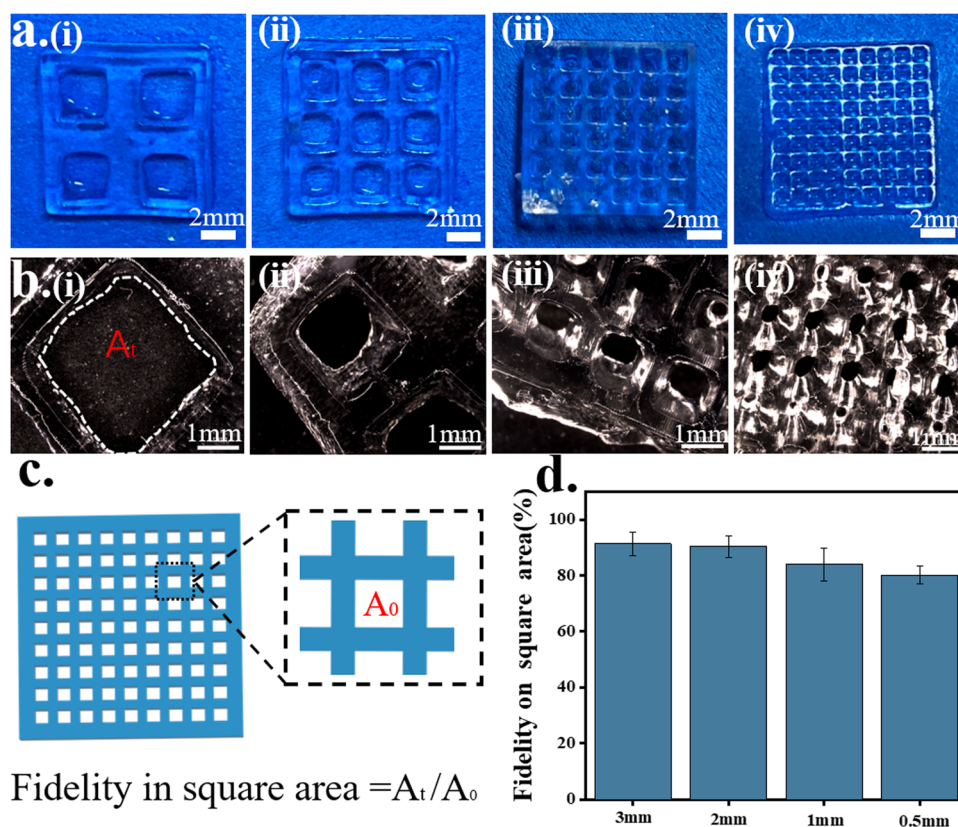 a.(i)
(ii)
(iii)
(iv)
2mm
2mm
2mm
2mm
b.(i)
(ii)
(iii)
(iv)
At
1mm
1mm
1mm
1mm
c.
A0
Fidelity in square area =At/A0
d.
Fidelity on square area(%)
100
80
60
40
20
0
3mm
2mm
1mm
0.5mm